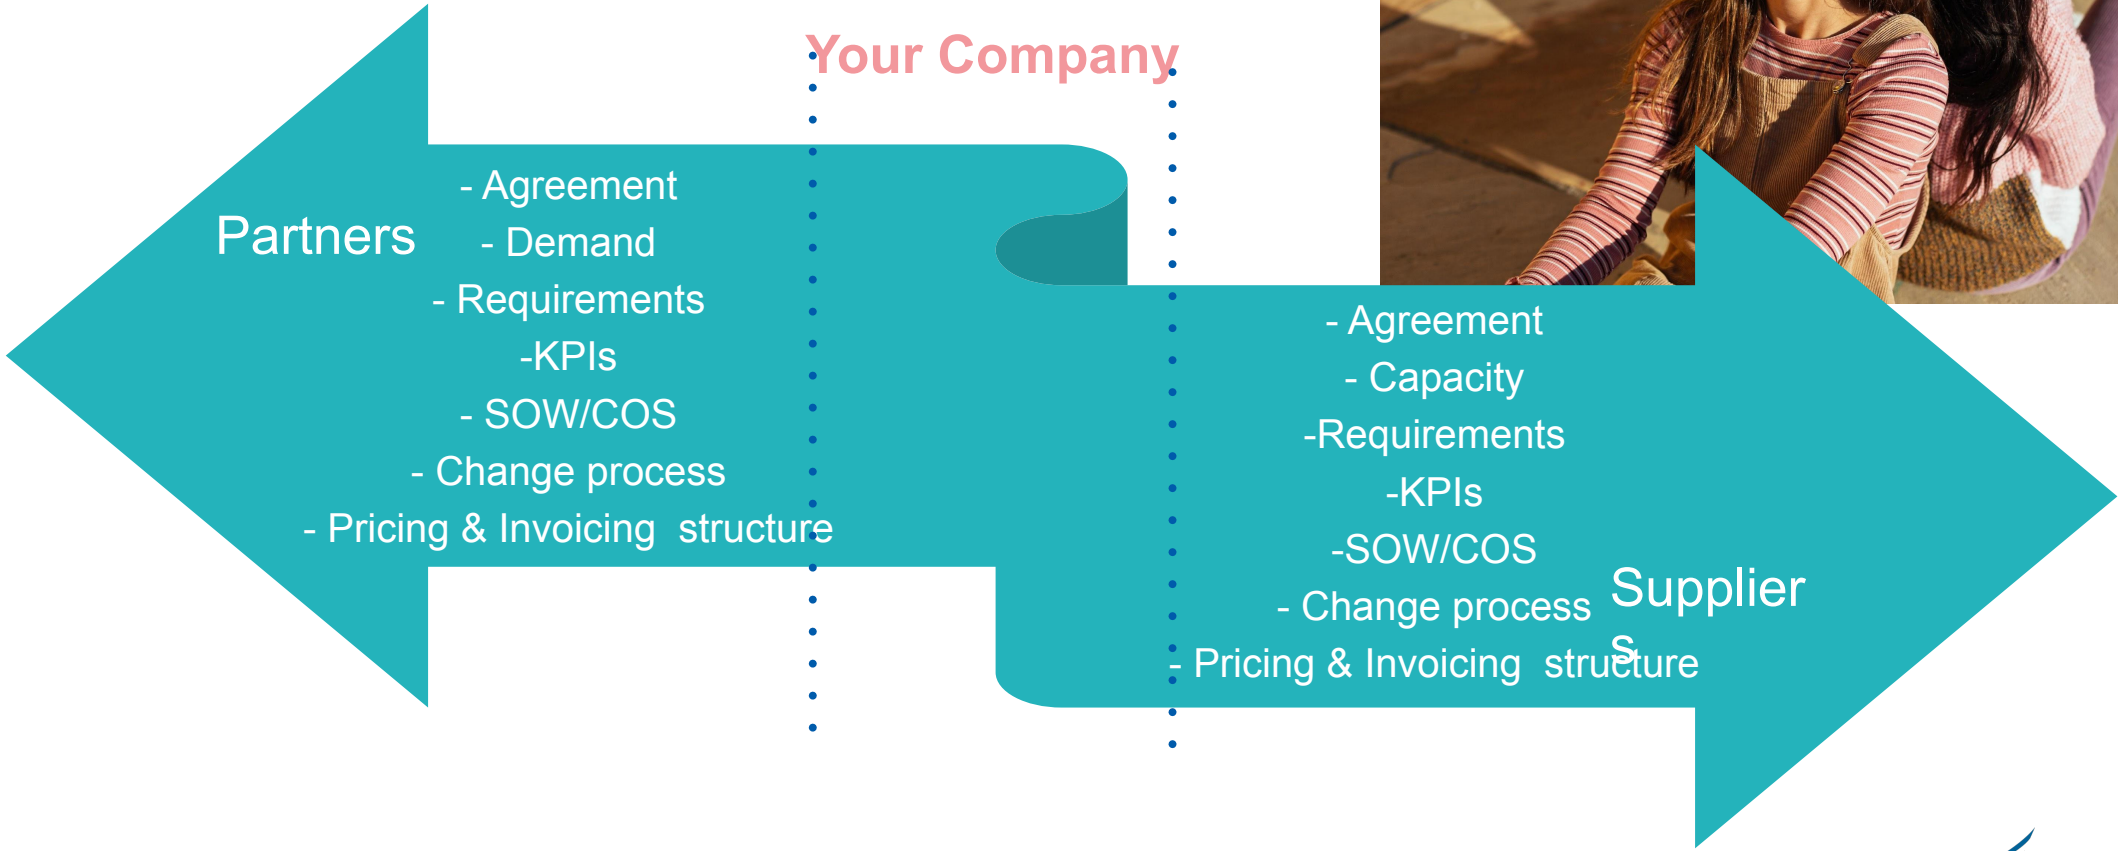 Your Company
Partners
- Agreement
- Demand
- Requirements
-KPIs
- SOW/COS
- Change process
- Pricing & Invoicing  structure
- Agreement
- Capacity
-Requirements
-KPIs
-SOW/COS
- Change process
- Pricing & Invoicing  structure
Supplier
s